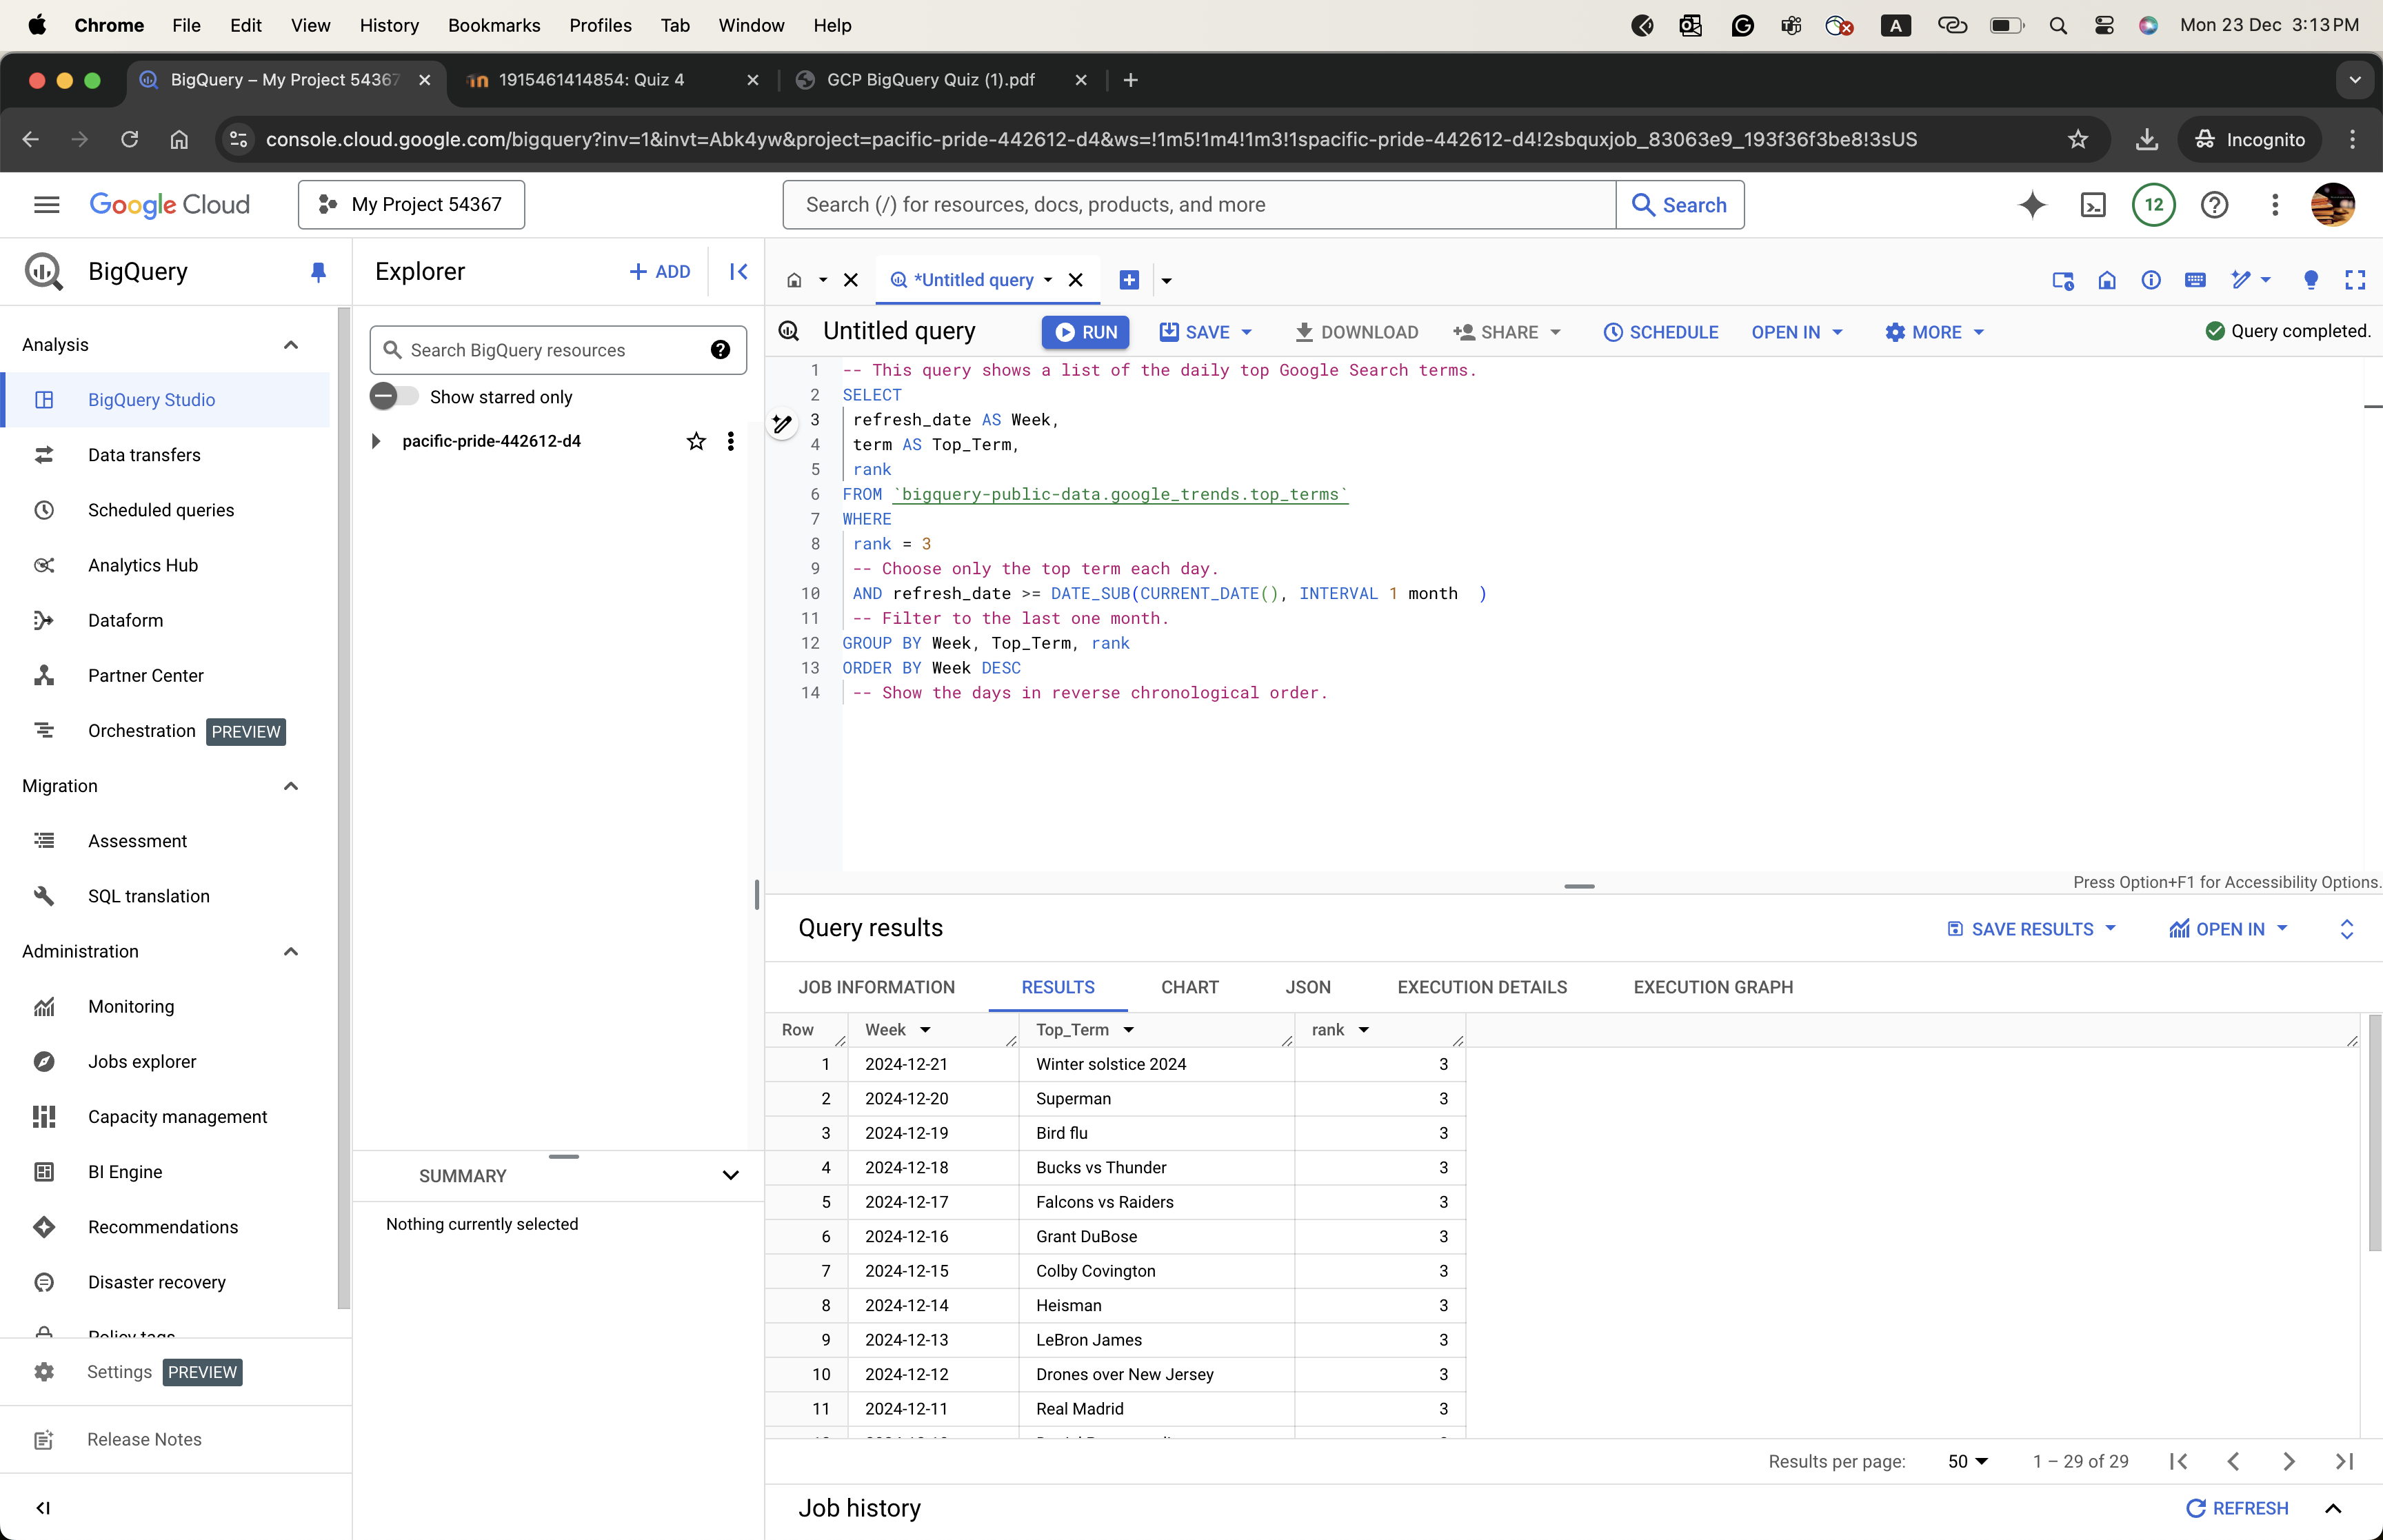 Chrome File Edit View History Bookmarks Profiles Tab Window Help Mon 23 Dec 3:13 PM
BigQuery – My Project 54367 1915461414854: Quiz 4 GCP BigQuery Quiz (1).pdf
console.cloud.google.com/bigquery?inv=1&invt=Abk4yw&project=pacific-pride-442612-d4&ws=!1m5!1m4!1m3!1spacific-pride-442612-d4!2sbquxjob_83063e9_193f36f3be8!3sUS Incognito
Google Cloud My Project 54367 Search (/) for resources, docs, products, and more Search 12
BigQuery
Analysis
BigQuery Studio
Data transfers
Scheduled queries
Analytics Hub
Dataform
Partner Center
Orchestration PREVIEW
Migration
Assessment
SQL translation
Administration
Monitoring
Jobs explorer
Capacity management
BI Engine
Recommendations
Disaster recovery
Policy tags
Settings PREVIEW
Release Notes
Explorer + ADD
Search BigQuery resources
Show starred only
pacific-pride-442612-d4
SUMMARY
Nothing currently selected
*Untitled query
Untitled query RUN SAVE DOWNLOAD SHARE SCHEDULE OPEN IN MORE Query completed.
1 -- This query shows a list of the daily top Google Search terms.
2 SELECT
3 refresh_date AS Week,
4 term AS Top_Term,
5 rank
6 FROM `bigquery-public-data.google_trends.top_terms`
7 WHERE
8 rank = 3
9 -- Choose only the top term each day.
10 AND refresh_date >= DATE_SUB(CURRENT_DATE(), INTERVAL 1 month )
11 -- Filter to the last one month.
12 GROUP BY Week, Top_Term, rank
13 ORDER BY Week DESC
14 -- Show the days in reverse chronological order.
Press Option+F1 for Accessibility Options.
Query results SAVE RESULTS OPEN IN
JOB INFORMATION RESULTS CHART JSON EXECUTION DETAILS EXECUTION GRAPH
Row Week Top_Term rank
1 2024-12-21 Winter solstice 2024 3
2 2024-12-20 Superman 3
3 2024-12-19 Bird flu 3
4 2024-12-18 Bucks vs Thunder 3
5 2024-12-17 Falcons vs Raiders 3
6 2024-12-16 Grant DuBose 3
7 2024-12-15 Colby Covington 3
8 2024-12-14 Heisman 3
9 2024-12-13 LeBron James 3
10 2024-12-12 Drones over New Jersey 3
11 2024-12-11 Real Madrid 3
Results per page: 50 1 – 29 of 29
Job history REFRESH